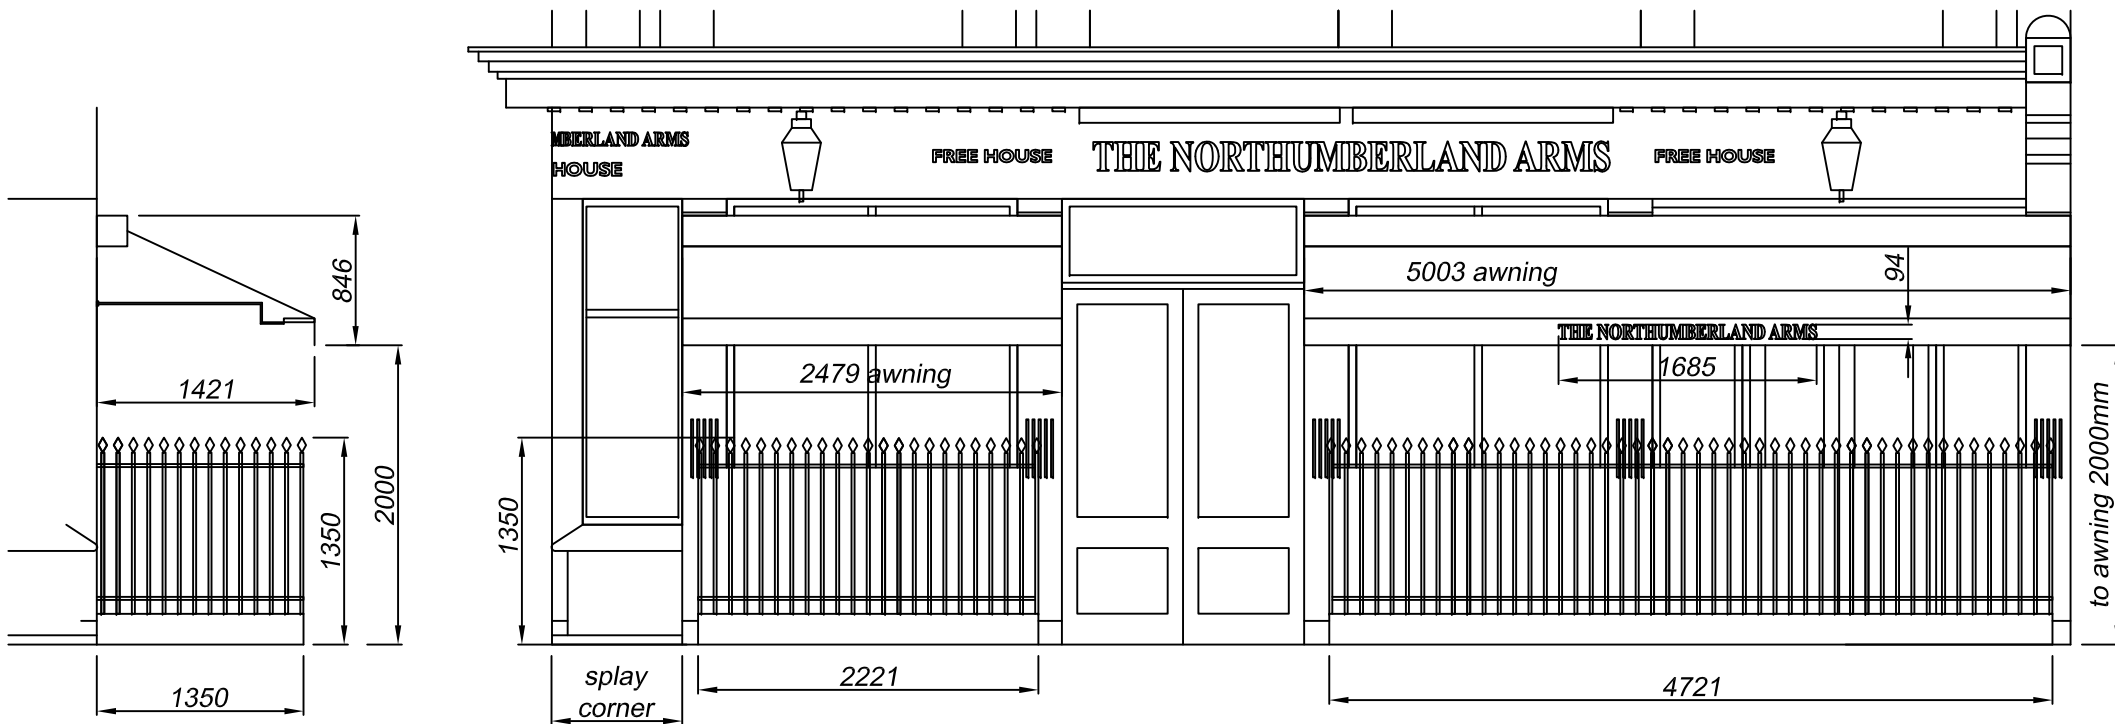 MBERLAND ARMS
HOUSE
FREE HOUSE
THE NORTHUMBERLAND ARMS
FREE HOUSE
846
5003 awning
94
THE NORTHUMBERLAND ARMS
1421
2479 awning
1685
1350
2000
1350
to awning 2000mm
1350
splay
corner
2221
4721